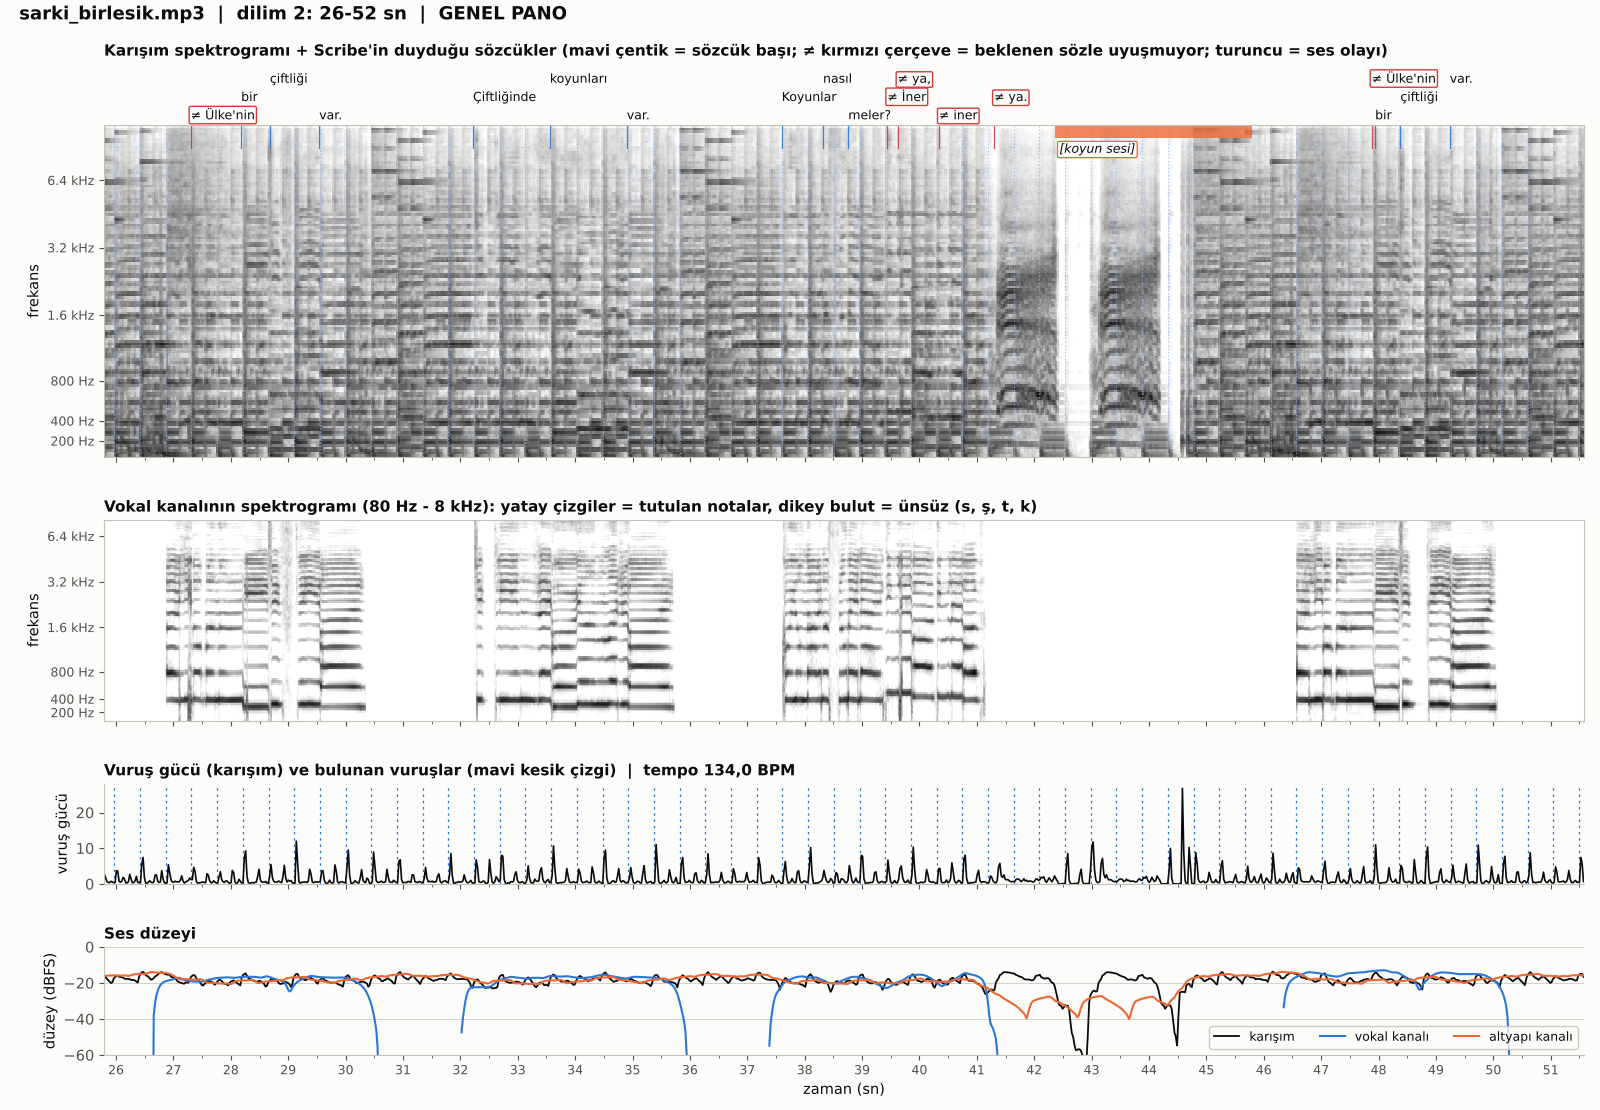 sarki_birlesik.mp3 | dilim 2: 26-52 sn | GENEL PANO
Karışım spektrogramı + Scribe'in duyduğu sözcükler (mavi çentik = sözcük başı; ≠ kırmızı çerçeve = beklenen sözle uyuşmuyor; turuncu = ses olayı)
çiftliği koyunları nasıl ≠ ya, ≠ Ülke'nin var.
bir Çiftliğinde Koyunlar ≠ İner ≠ ya. çiftliği
≠ Ülke'nin var. var. meler? ≠ iner bir
[koyun sesi]
6.4 kHz
3.2 kHz
1.6 kHz
800 Hz
400 Hz
200 Hz
frekans
Vokal kanalının spektrogramı (80 Hz - 8 kHz): yatay çizgiler = tutulan notalar, dikey bulut = ünsüz (s, ş, t, k)
6.4 kHz
3.2 kHz
1.6 kHz
800 Hz
400 Hz
200 Hz
frekans
Vuruş gücü (karışım) ve bulunan vuruşlar (mavi kesik çizgi) | tempo 134,0 BPM
20
10
0
vuruş gücü
Ses düzeyi
0
−20
−40
−60
düzey (dBFS)
karışım vokal kanalı altyapı kanalı
26 27 28 29 30 31 32 33 34 35 36 37 38 39 40 41 42 43 44 45 46 47 48 49 50 51
zaman (sn)